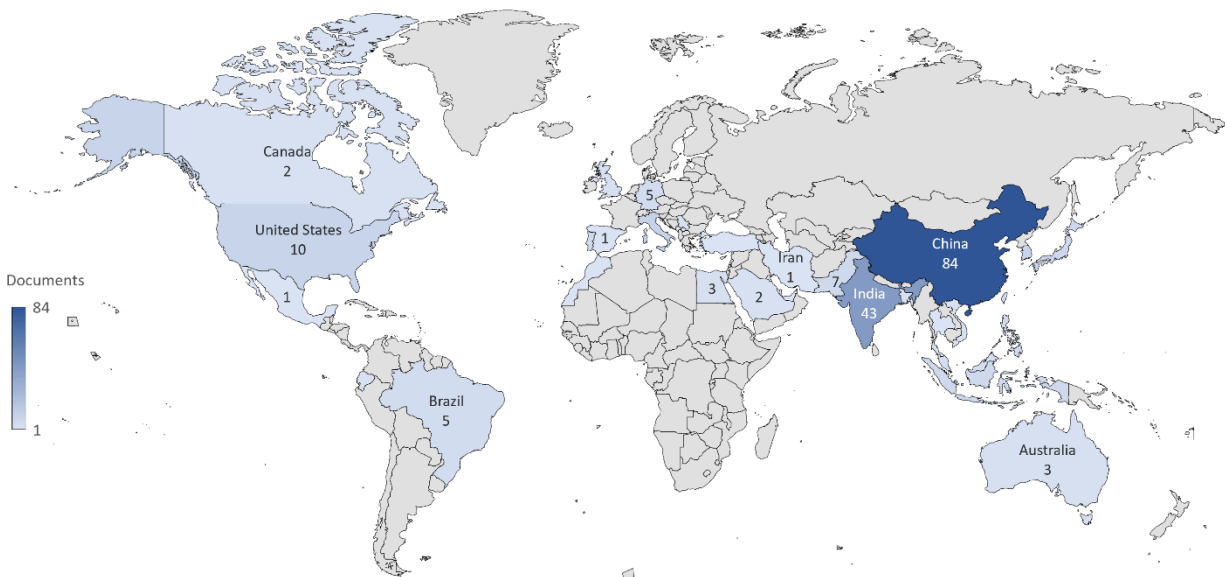 Canada
2
United States
10
1
Documents
84
1
Brazil
5
5
1
3
2
Iran
1
7
India
43
China
84
Australia
3